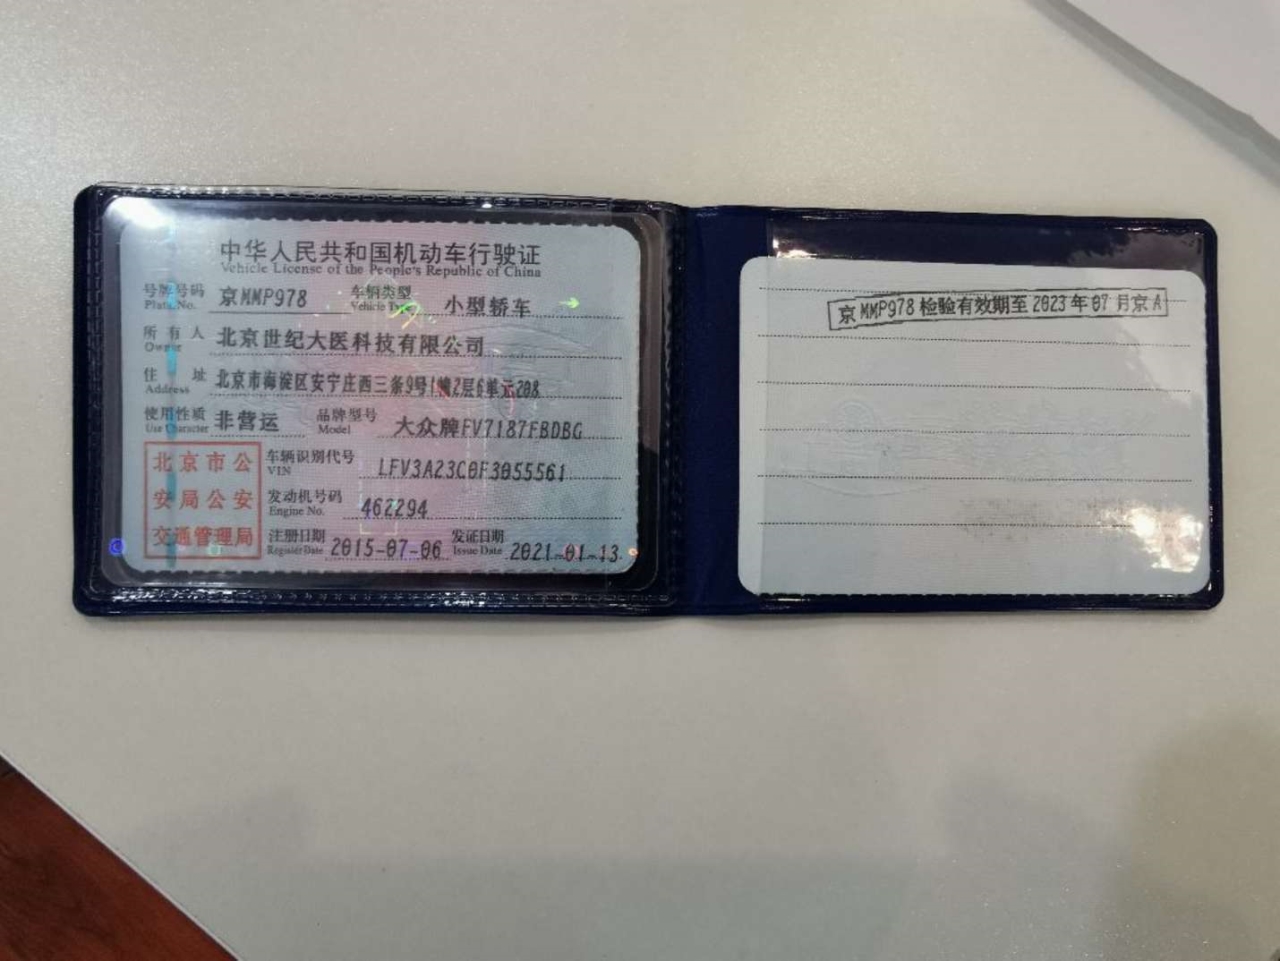 中华人民共和国机动车行驶证
Vehicle License of the People's Republic of China
号牌号码 京MMP978 车辆类型 小型轿车
Plate No. Vehicle Type
所有人 北京世纪大医科技有限公司
Owner
住址 北京市海淀区安宁庄西三条9号1幢2层6单元208
Address
使用性质 非营运 品牌型号 大众牌FV7187FBDBG
Use Character Model
北京市公
安局公安
交通管理局
车辆识别代号 LFV3A23C0F3055561
VIN
发动机号码 462294
Engine No.
注册日期 2015-07-06 发证日期 2021-01-13
Register Date Issue Date
京MMP978检验有效期至2023年07月京A